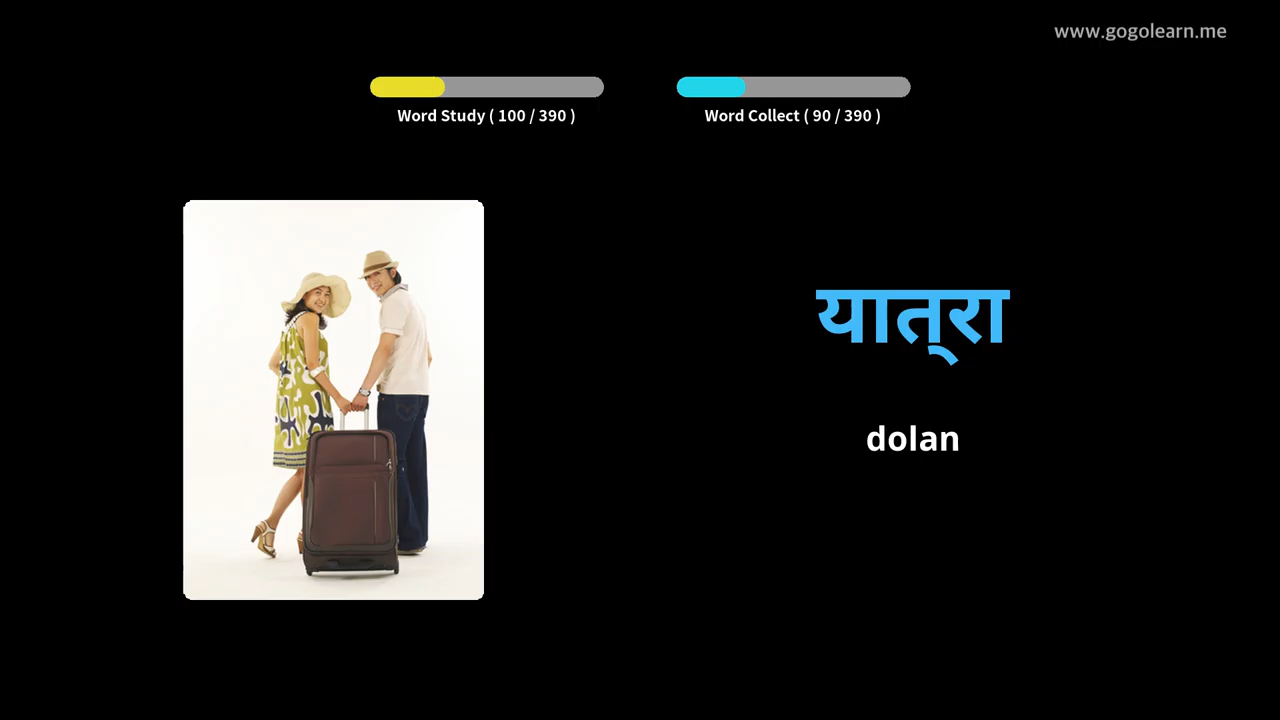 www.gogolearn.me
Word Study ( 100 / 390 )
Word Collect ( 90 / 390 )
यात्‌रा
dolan